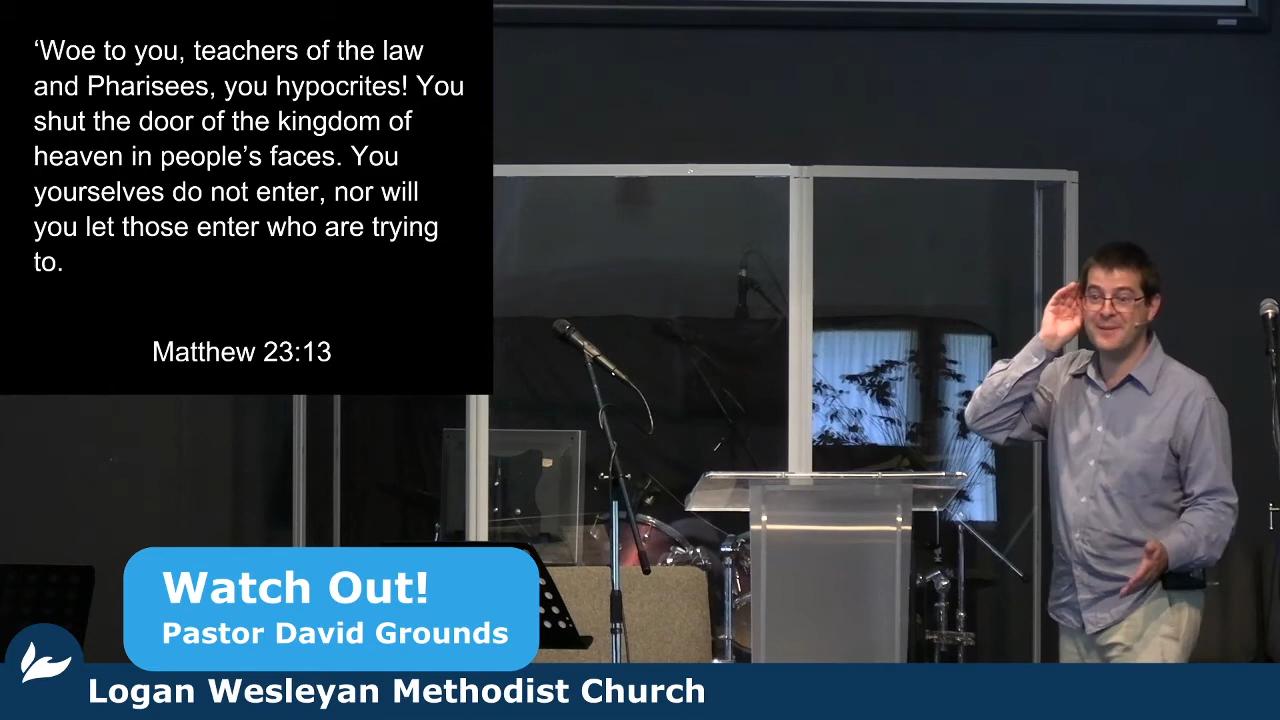 ‘Woe to you, teachers of the law
and Pharisees, you hypocrites! You
shut the door of the kingdom of
heaven in people’s faces. You
yourselves do not enter, nor will
you let those enter who are trying
to.
Matthew 23:13
Watch Out!
Pastor David Grounds
Logan Wesleyan Methodist Church